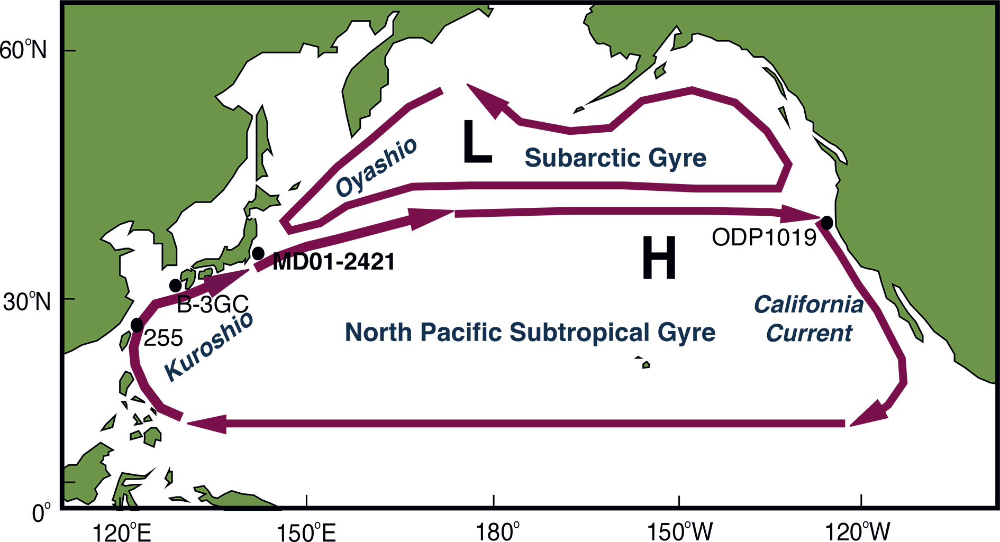 60°N
L
Oyashio
Subarctic Gyre
ODP1019
H
MD01-2421
30°N
B-3GC
California
Current
255
Kuroshio
North Pacific Subtropical Gyre
0°
120°E
150°E
180°
150°W
120°W